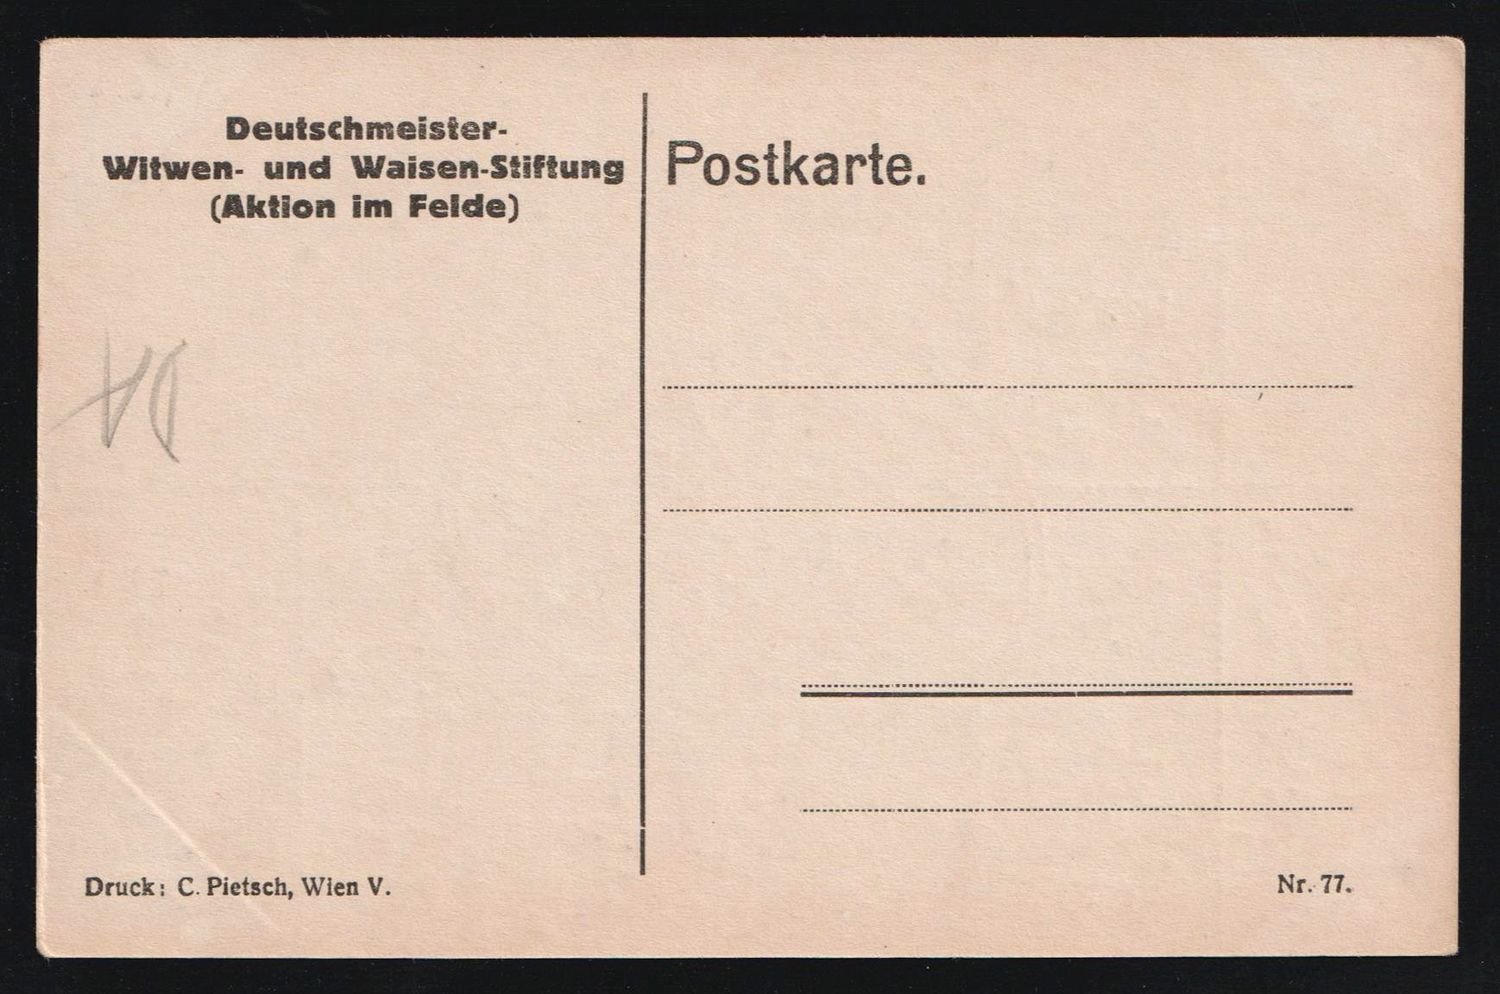 Deutschmeister-
Witwen- und Waisen-Stiftung
(Aktion im Felde)
Postkarte.
Druck: C. Pietsch, Wien V.
Nr. 77.